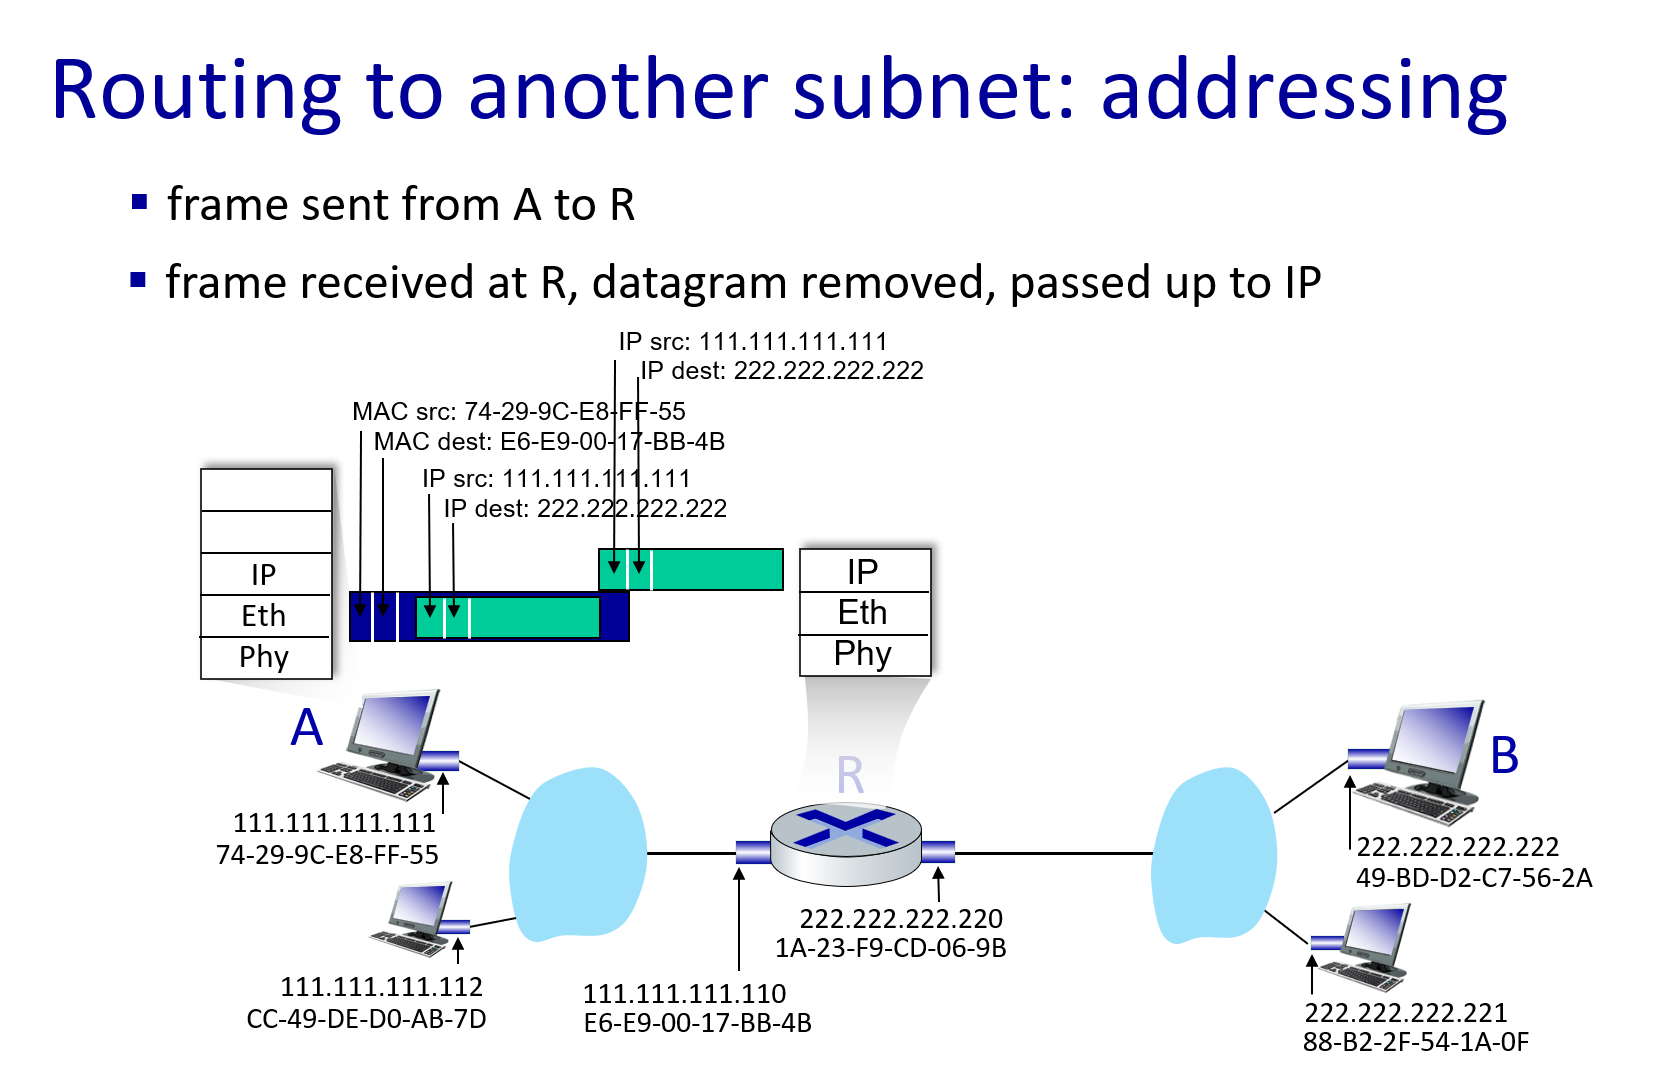 Routing to another subnet: addressing
▪ frame sent from A to R
▪ frame received at R, datagram removed, passed up to IP
IP src: 111.111.111.111
IP dest: 222.222.222.222
MAC src: 74-29-9C-E8-FF-55
MAC dest: E6-E9-00-17-BB-4B
IP src: 111.111.111.111
IP dest: 222.222.222.222
IP
Eth
Phy
IP
Eth
Phy
A
R
B
111.111.111.111
74-29-9C-E8-FF-55
222.222.222.222
49-BD-D2-C7-56-2A
222.222.222.220
1A-23-F9-CD-06-9B
111.111.111.112
CC-49-DE-D0-AB-7D
111.111.111.110
E6-E9-00-17-BB-4B
222.222.222.221
88-B2-2F-54-1A-0F